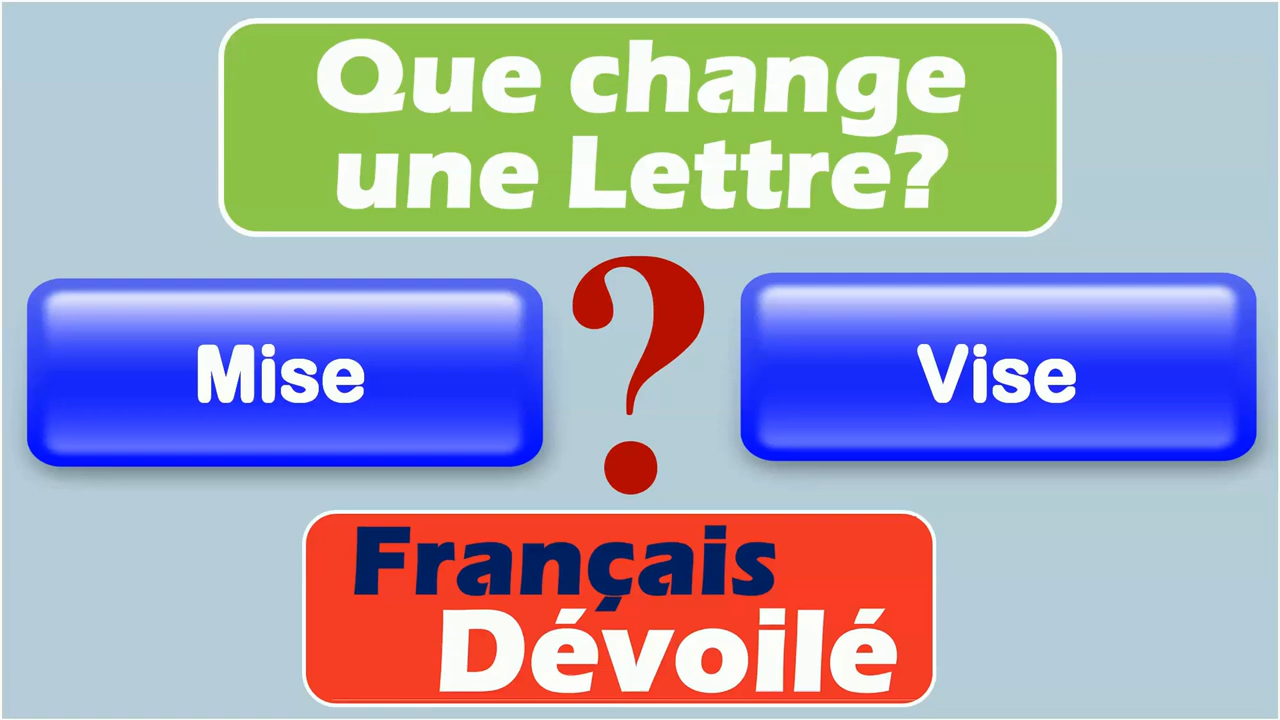 Que change
une Lettre?
Mise
?
Vise
Français
Dévoilé